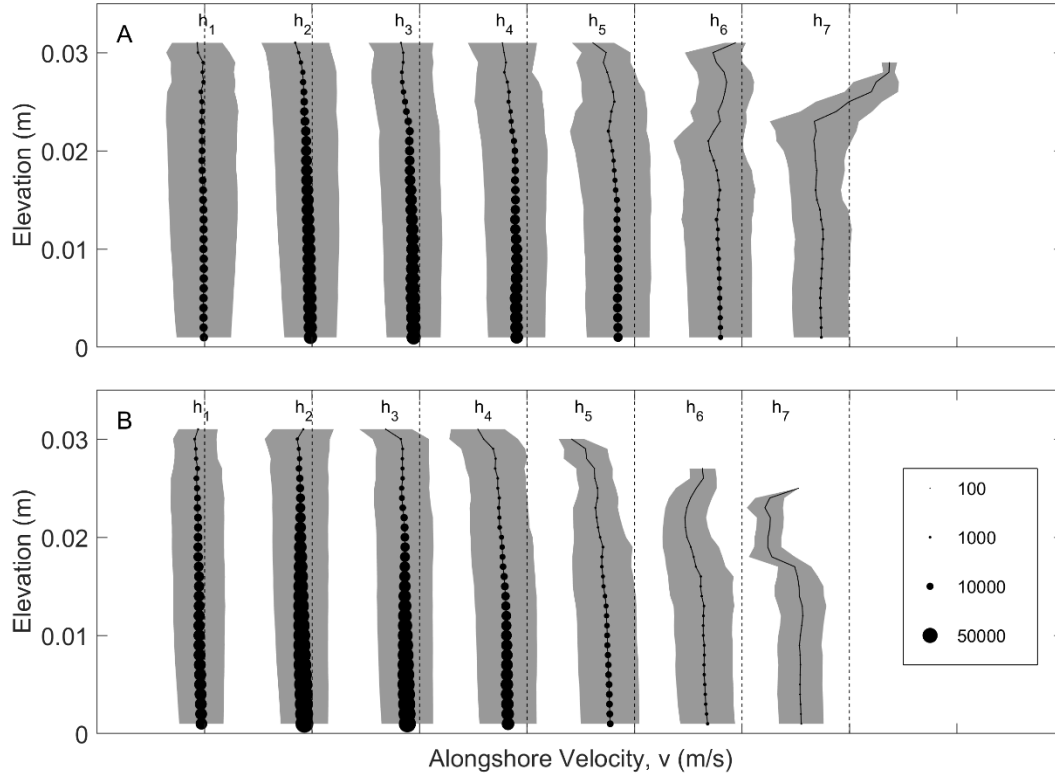 A
h1 h2 h3 h4 h5 h6 h7
0.03
0.02
0.01
0
Elevation (m)
B
h1 h2 h3 h4 h5 h6 h7
0.03
0.02
0.01
0
Elevation (m)
100
1000
10000
50000
Alongshore Velocity, v (m/s)